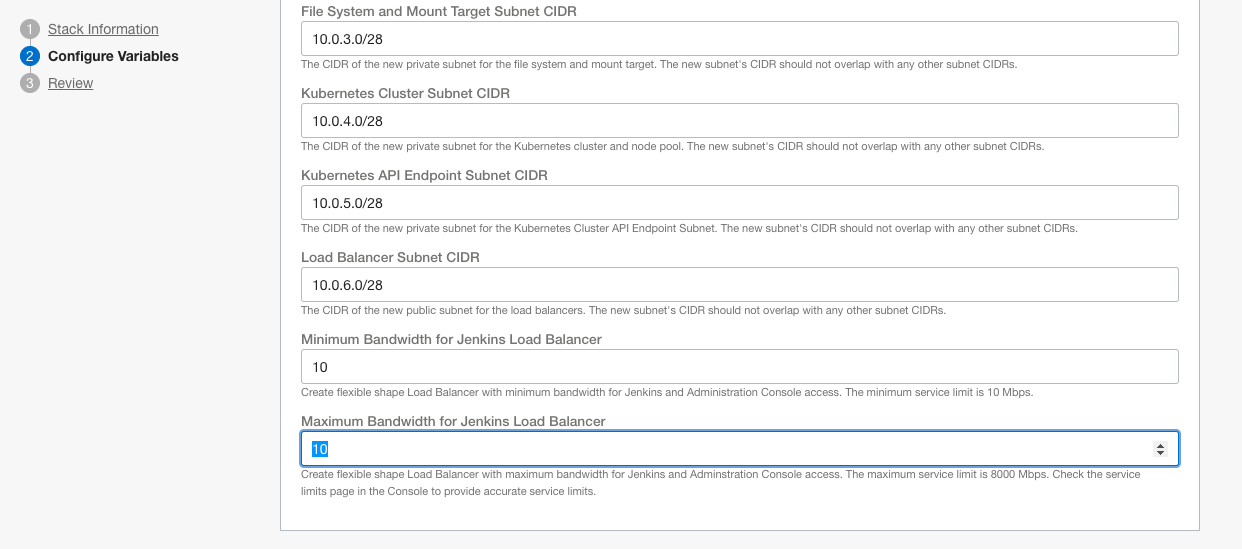 1 Stack Information
2 Configure Variables
3 Review
File System and Mount Target Subnet CIDR
10.0.3.0/28
The CIDR of the new private subnet for the file system and mount target. The new subnet's CIDR should not overlap with any other subnet CIDRs.
Kubernetes Cluster Subnet CIDR
10.0.4.0/28
The CIDR of the new private subnet for the Kubernetes cluster and node pool. The new subnet's CIDR should not overlap with any other subnet CIDRs.
Kubernetes API Endpoint Subnet CIDR
10.0.5.0/28
The CIDR of the new private subnet for the Kubernetes Cluster API Endpoint Subnet. The new subnet's CIDR should not overlap with any other subnet CIDRs.
Load Balancer Subnet CIDR
10.0.6.0/28
The CIDR of the new public subnet for the load balancers. The new subnet's CIDR should not overlap with any other subnet CIDRs.
Minimum Bandwidth for Jenkins Load Balancer
10
Create flexible shape Load Balancer with minimum bandwidth for Jenkins and Administration Console access. The minimum service limit is 10 Mbps.
Maximum Bandwidth for Jenkins Load Balancer
10
Create flexible shape Load Balancer with maximum bandwidth for Jenkins and Adminstration Console access. The maximum service limit is 8000 Mbps. Check the service
limits page in the Console to provide accurate service limits.